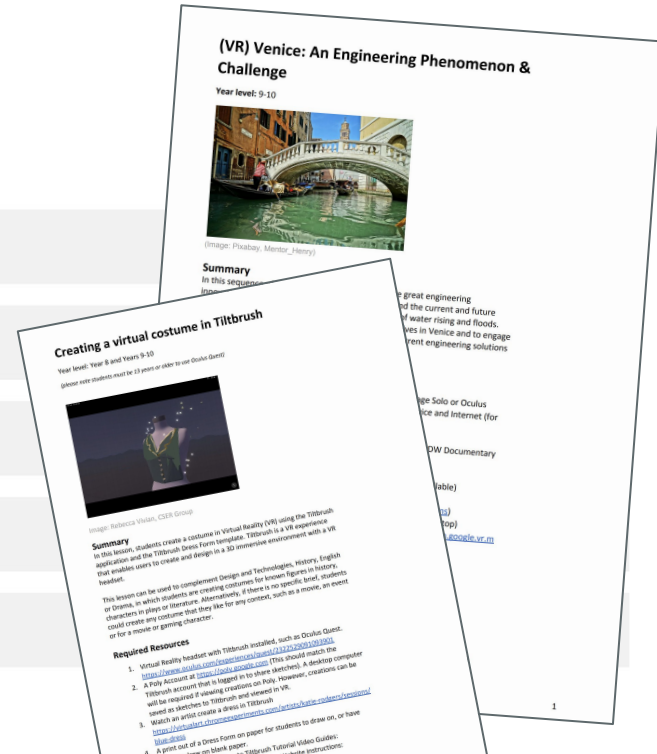 (VR) Venice: An Engineering Phenomenon &
Challenge
Year level: 9-10
(Image: Pixabay, Mentor_Henry)
Summary
In this sequence
e great engineering
nd the current and future
of water rising and floods.
ves in Venice and to engage
rent engineering solutions
age Solo or Oculus
ice and Internet (for
DW Documentary
lable)
ns)
top)
.google.vr.m
1
Creating a virtual costume in Tiltbrush
Year level: Year 8 and Years 9-10
(please note students must be 13 years or older to use Oculus Quest)
Image: Rebecca Vivian, CSER Group
Summary
In this lesson, students create a costume in Virtual Reality (VR) using the Tiltbrush
application and the Tiltbrush Dress Form template. Tiltbrush is a VR experience
that enables users to create and design in a 3D immersive environment with a VR
headset.
This lesson can be used to complement Design and Technologies, History, English
or Drama, in which students are creating costumes for known figures in history,
characters in plays or literature. Alternatively, if there is no specific brief, students
could create any costume that they like for any context, such as a movie, an event
or for a movie or gaming character.
Required Resources
1. Virtual Reality headset with Tiltbrush installed, such as Oculus Quest.
https://www.oculus.com/experiences/quest/2322529091093901
2. A Poly Account at https://poly.google.com (This should match the
Tiltbrush account that is logged in to share sketches). A desktop computer
will be required if viewing creations on Poly. However, creations can be
saved as sketches to Tiltbrush and viewed in VR.
3. Watch an artist create a dress in Tiltbrush
https://virtualart.chromeexperiments.com/artists/katie-rodgers/sessions/
blue-dress
4. A print out of a Dress Form on paper for students to draw on, or have
on blank paper.
Tiltbrush Tutorial Video Guides:
Website instructions: